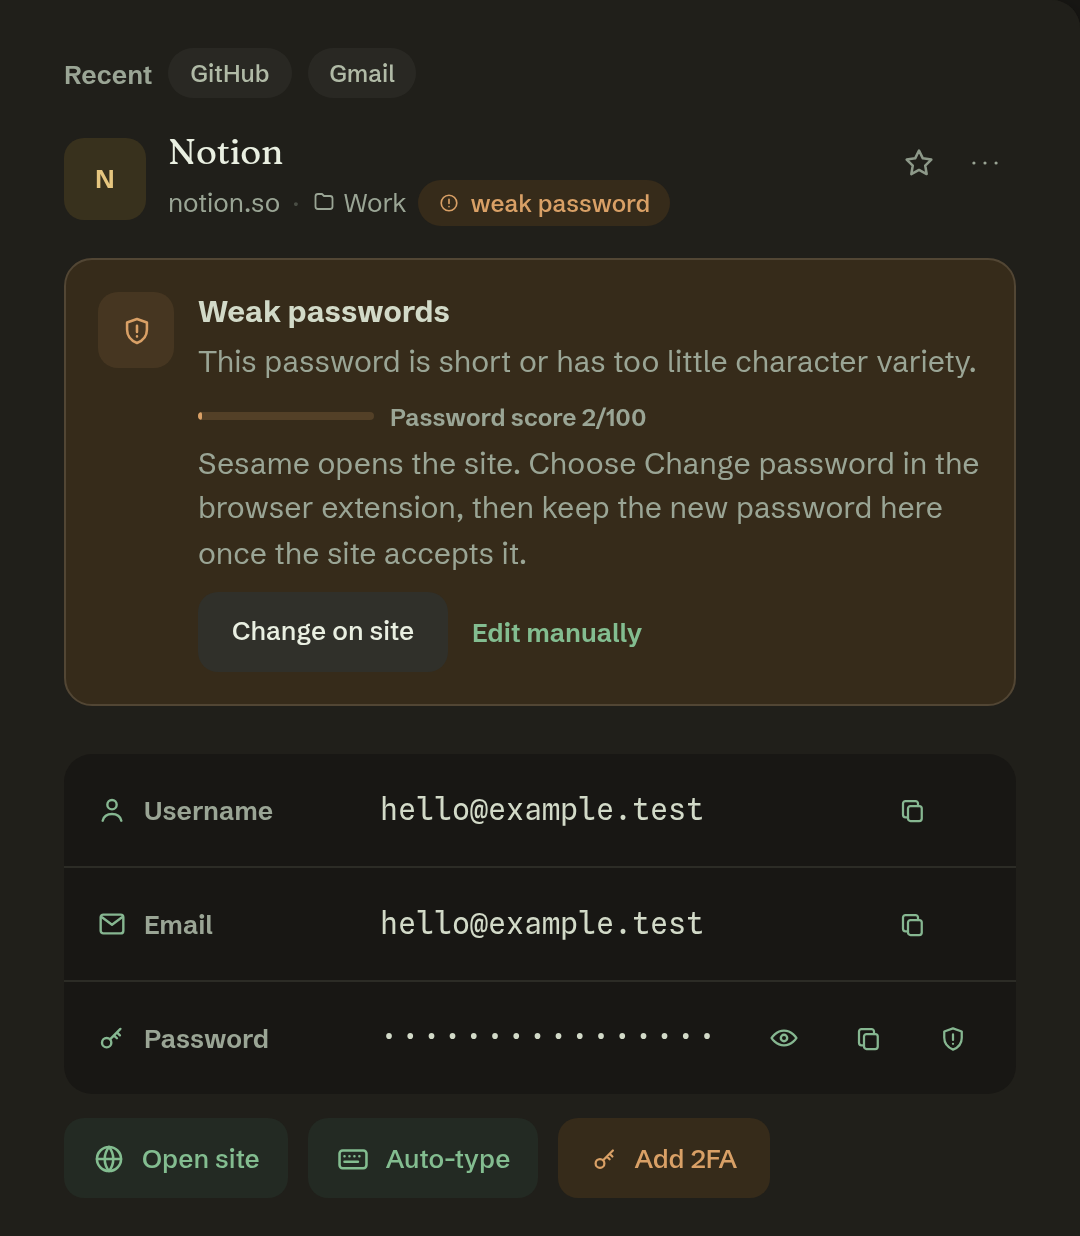 Recent GitHub Gmail
N
Notion
notion.so · Work weak password
Weak passwords
This password is short or has too little character variety.
Password score 2/100
Sesame opens the site. Choose Change password in the
browser extension, then keep the new password here
once the site accepts it.
Change on site Edit manually
Username hello@example.test
Email hello@example.test
Password ••••••••••••••••
Open site Auto-type Add 2FA